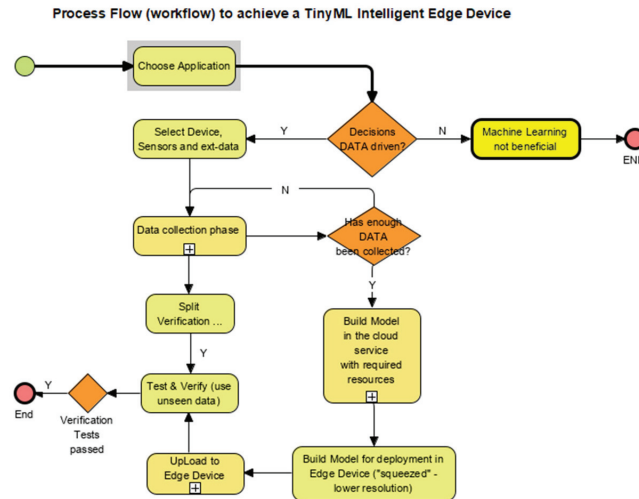 Process Flow (workflow) to achieve a TinyML Intelligent Edge Device
Choose Application
Select Device,
Sensors and ext-data
Y
Decisions
DATA driven?
N
Machine Learning
not beneficial
END
N
Data collection phase
Has enough
DATA
been collected?
Y
Split
Verification ...
Y
Build Model
in the cloud
service
with required
resources
Test & Verify (use
unseen data)
Y
End
Verification
Tests
passed
UpLoad to
Edge Device
Build Model for deployment in
Edge Device ("squeezed" -
lower resolution)